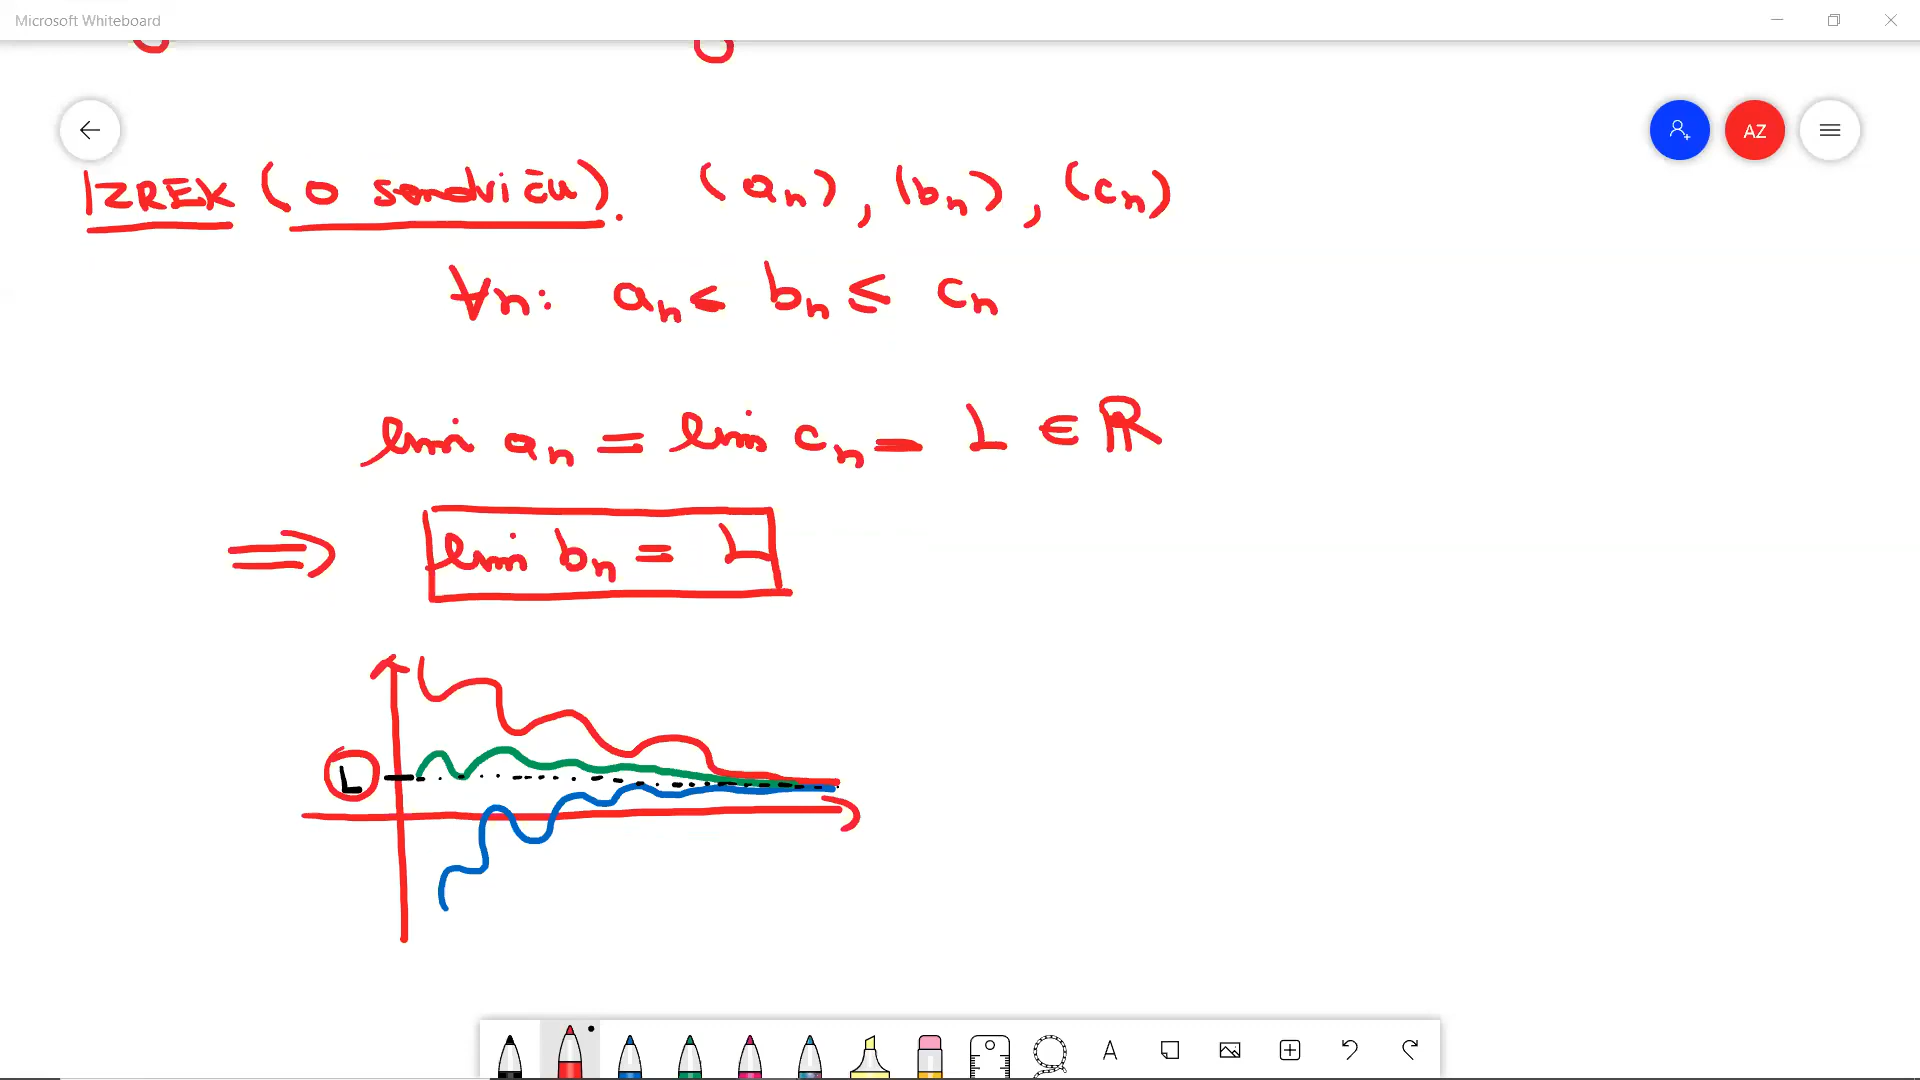 Microsoft Whiteboard
AZ
IZREK (o sendviču). (an), (bn), (cn)
∀n: an ≤ bn ≤ cn
lim an = lim cn = L ∈ ℝ
⟹ lim bn = L
L
A